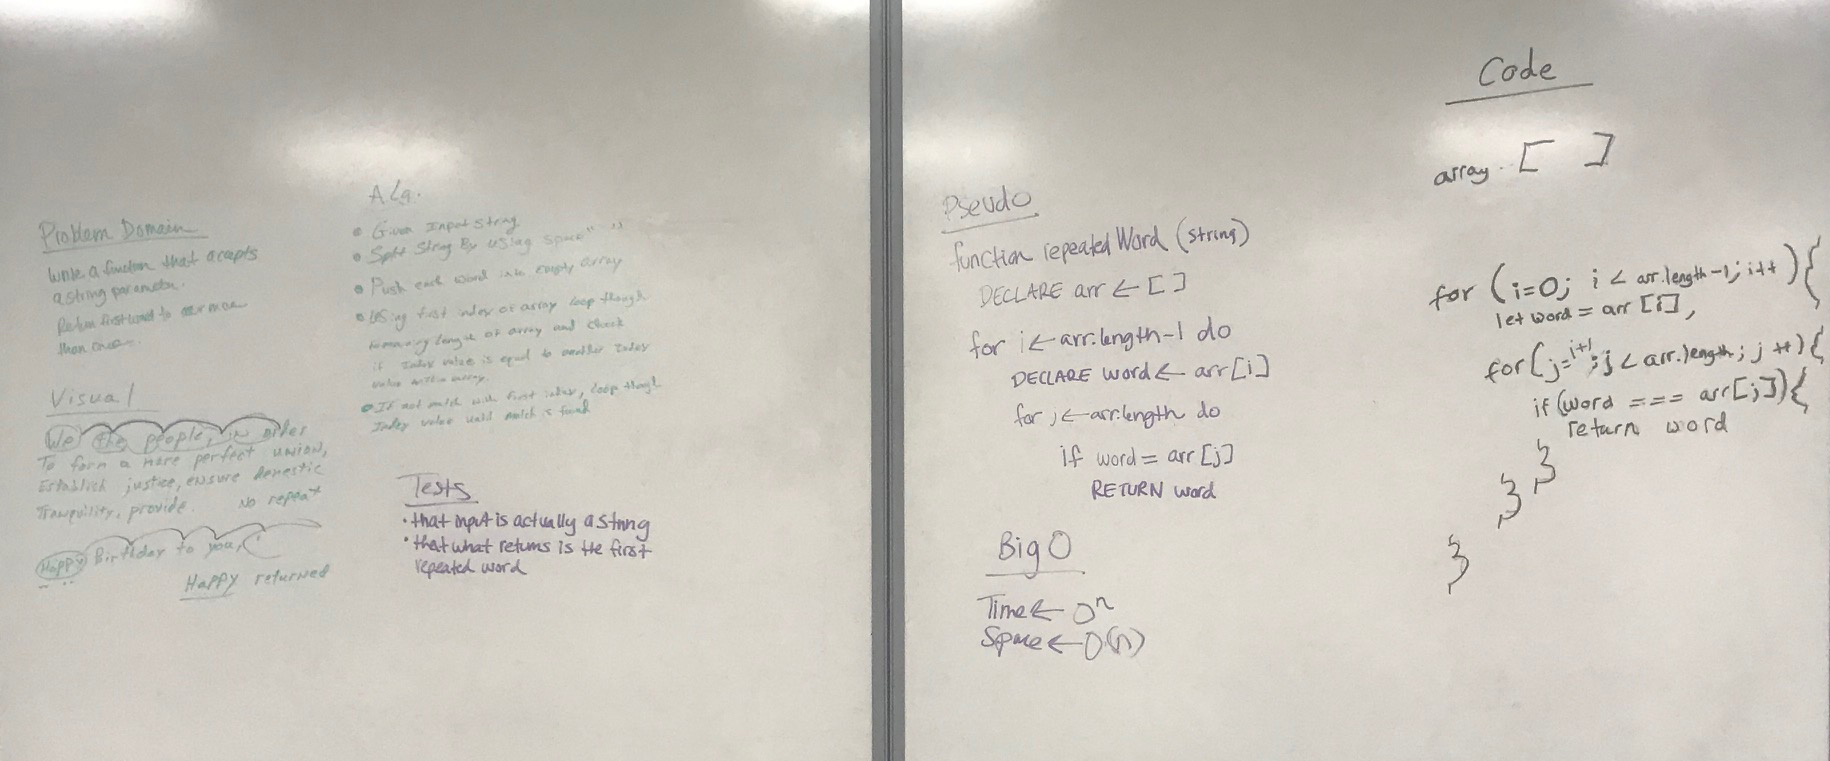 Problem Domain
Write a function that accepts
a string parameter.
Return first word to occur more
than once.
Visual
We the people, in order
To form a more perfect union,
Establish justice, ensure domestic
Tranquility, provide. No repeat
Happy Birthday to you,
Happy returned
Alg.
• Given Input string
• Split String By using space " "
• Push each word into empty array
• Using first index of array loop though
remaining length of array and check
if Index value is equal to another Index
value within array.
• If not match with first index, loop though
Index value until match is found
Tests
• that input is actually a string
• that what returns is the first
repeated word
Pseudo
function repeatedWord (string)
DECLARE arr ← [ ]
for i ← arr.length-1 do
DECLARE word ← arr[i]
for j ← arr.length do
if word = arr[j]
RETURN word
Big O
Time ← Oⁿ
Space ← O(n)
Code
array. [ ]
for (i=0; i < arr.length-1; i++){
let word = arr[i],
for(j=i+1; j < arr.length; j++){
if(word === arr[j]){
return word
}
}
}